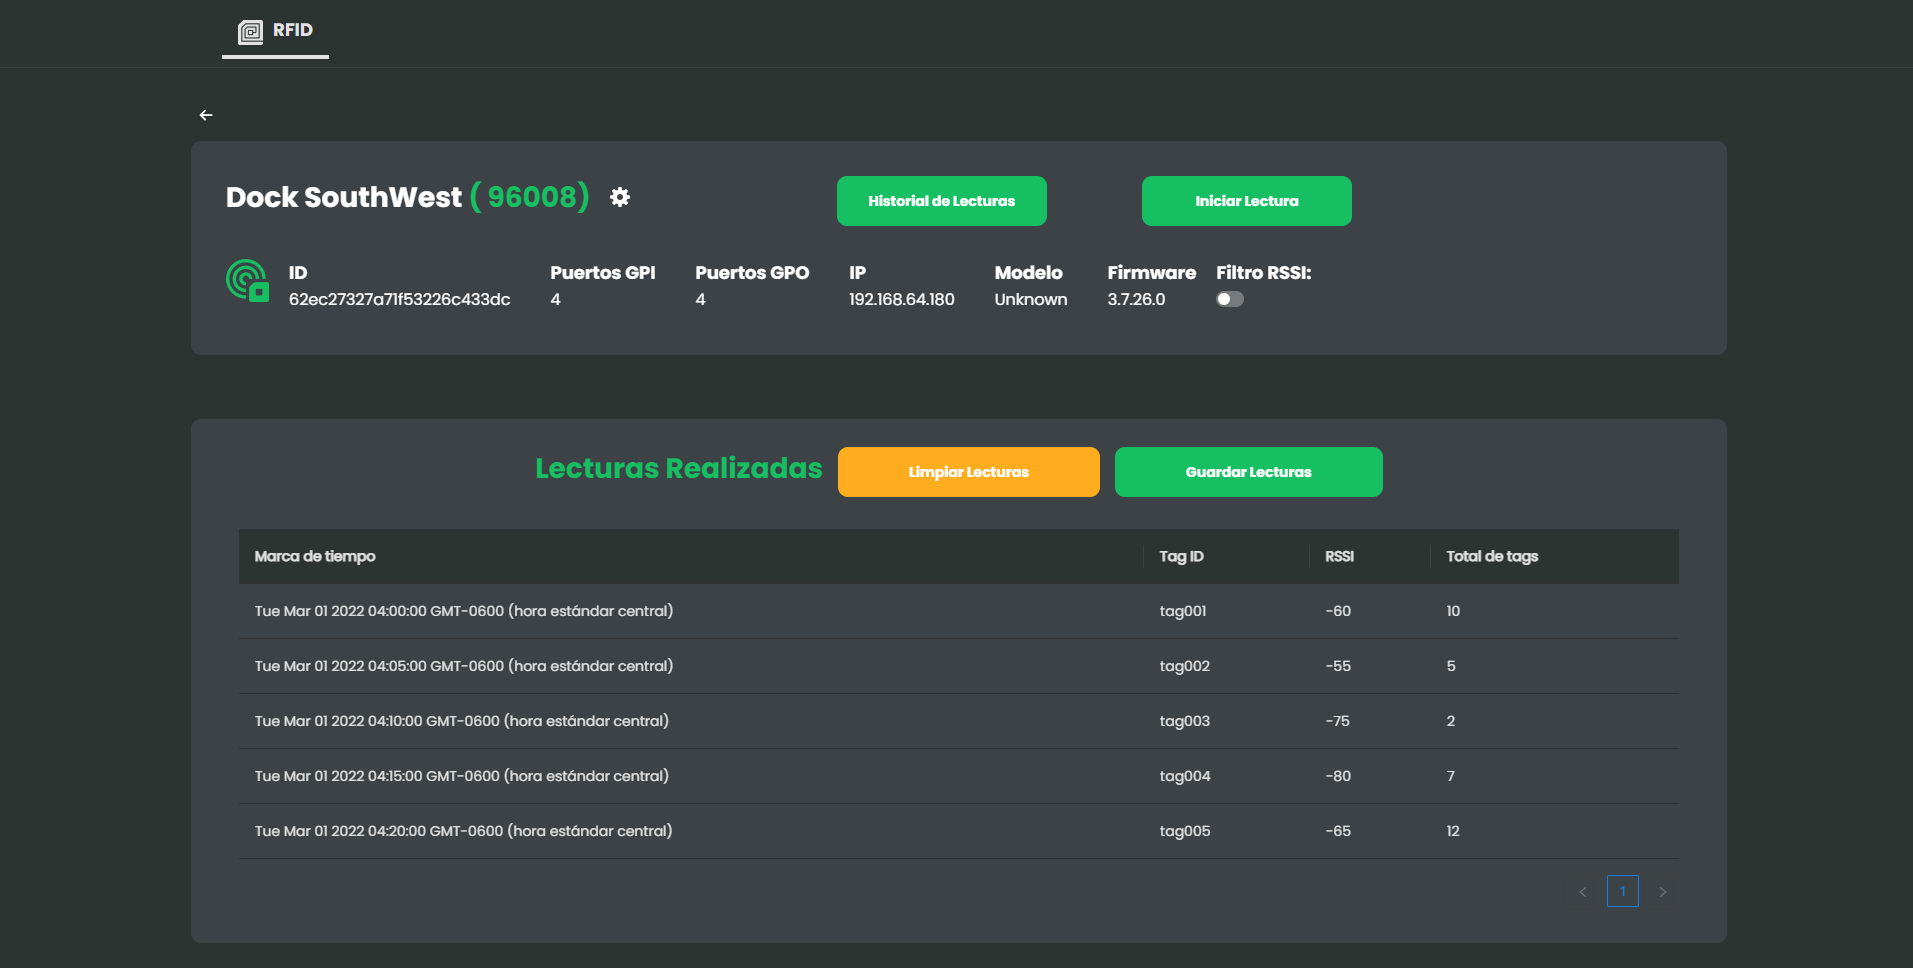 RFID
Dock SouthWest ( 96008)
Historial de Lecturas
Iniciar Lectura
ID Puertos GPI Puertos GPO IP Modelo Firmware Filtro RSSI:
62ec27327a71f53226c433dc 4 4 192.168.64.180 Unknown 3.7.26.0
Lecturas Realizadas
Limpiar Lecturas
Guardar Lecturas
Marca de tiempo Tag ID RSSI Total de tags
Tue Mar 01 2022 04:00:00 GMT-0600 (hora estándar central) tag001 -60 10
Tue Mar 01 2022 04:05:00 GMT-0600 (hora estándar central) tag002 -55 5
Tue Mar 01 2022 04:10:00 GMT-0600 (hora estándar central) tag003 -75 2
Tue Mar 01 2022 04:15:00 GMT-0600 (hora estándar central) tag004 -80 7
Tue Mar 01 2022 04:20:00 GMT-0600 (hora estándar central) tag005 -65 12
1